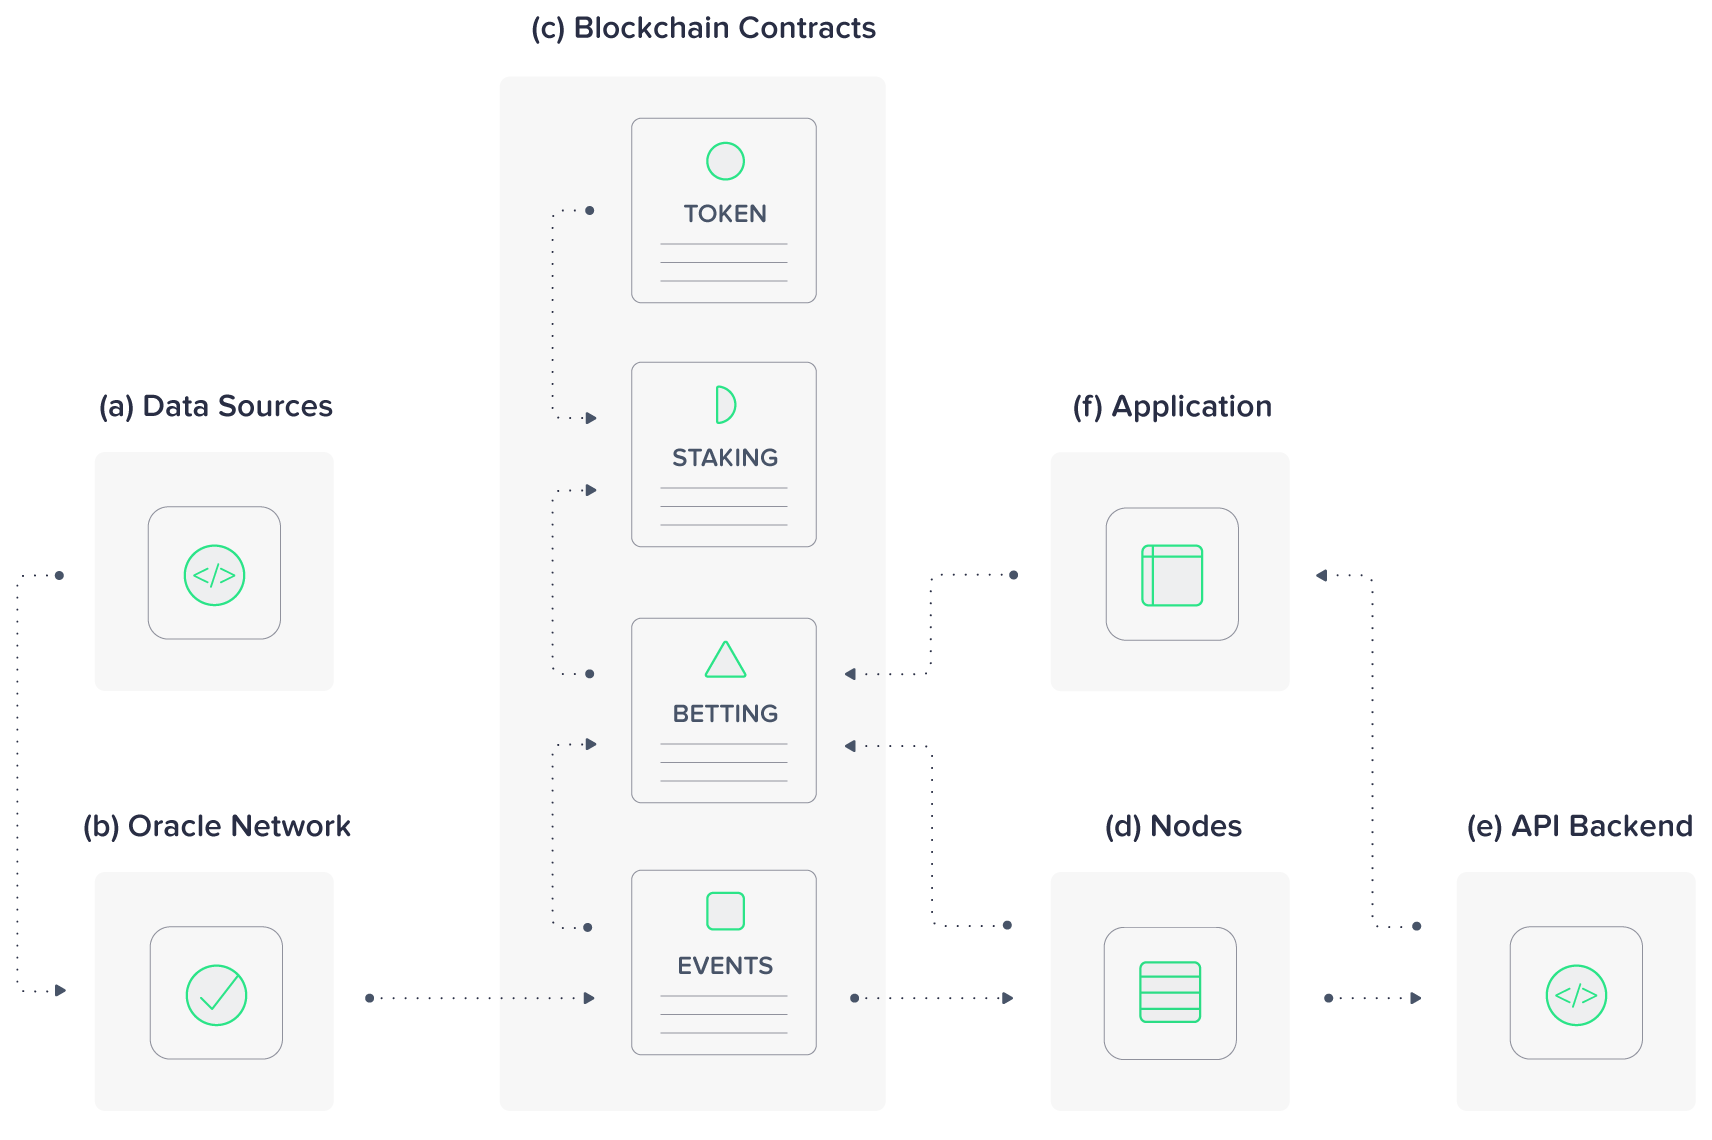 (c) Blockchain Contracts
TOKEN
STAKING
BETTING
EVENTS
(a) Data Sources
</>
(b) Oracle Network
(f) Application
(d) Nodes
(e) API Backend
</>